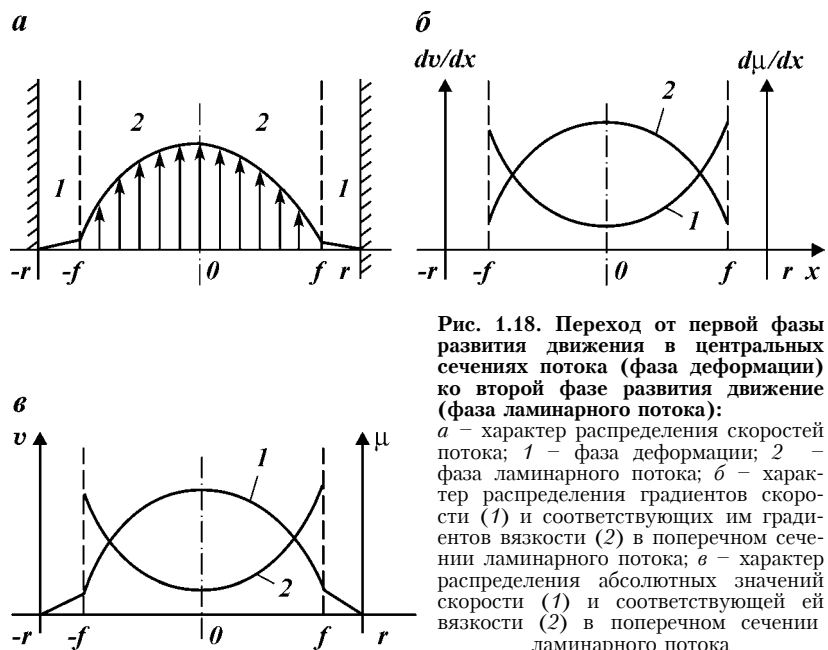 а
2
2
1
1
-r
-f
0
f
r
б
dv/dx
dμ/dx
2
1
-r
-f
0
f
r
x
в
v
μ
1
2
-r
-f
0
f
r
Рис. 1.18. Переход от первой фазы
развития движения в центральных
сечениях потока (фаза деформации)
ко второй фазе развития движение
(фаза ламинарного потока):
а – характер распределения скоростей
потока; 1 – фаза деформации; 2 –
фаза ламинарного потока; б – харак-
тер распределения градиентов скоро-
сти (1) и соответствующих им гради-
ентов вязкости (2) в поперечном сече-
нии ламинарного потока; в – характер
распределения абсолютных значений
скорости (1) и соответствующей ей
вязкости (2) в поперечном сечении
ламинарного потока